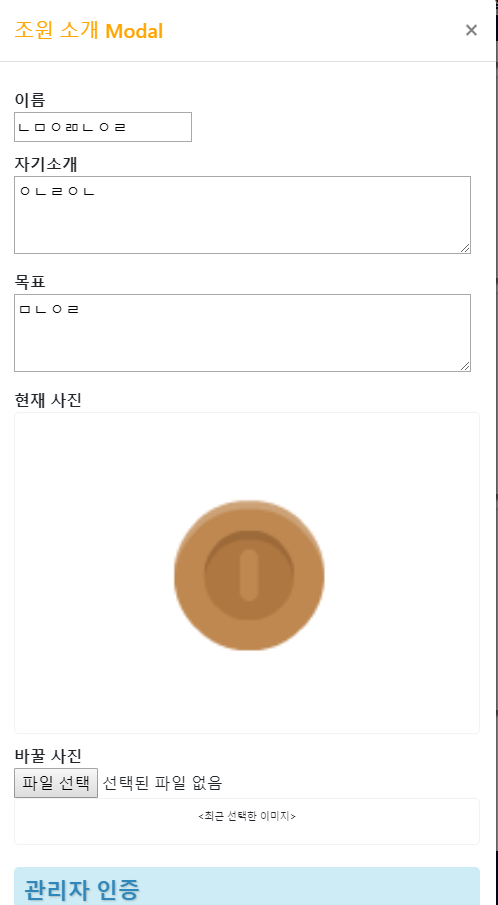 조원 소개 Modal ×
이름
ㄴㅁㅇㄻㄴㅇㄹ
자기소개
ㅇㄴㄹㅇㄴ
목표
ㅁㄴㅇㄹ
현재 사진
바꿀 사진
파일 선택 선택된 파일 없음
<최근 선택한 이미지>
관리자 인증